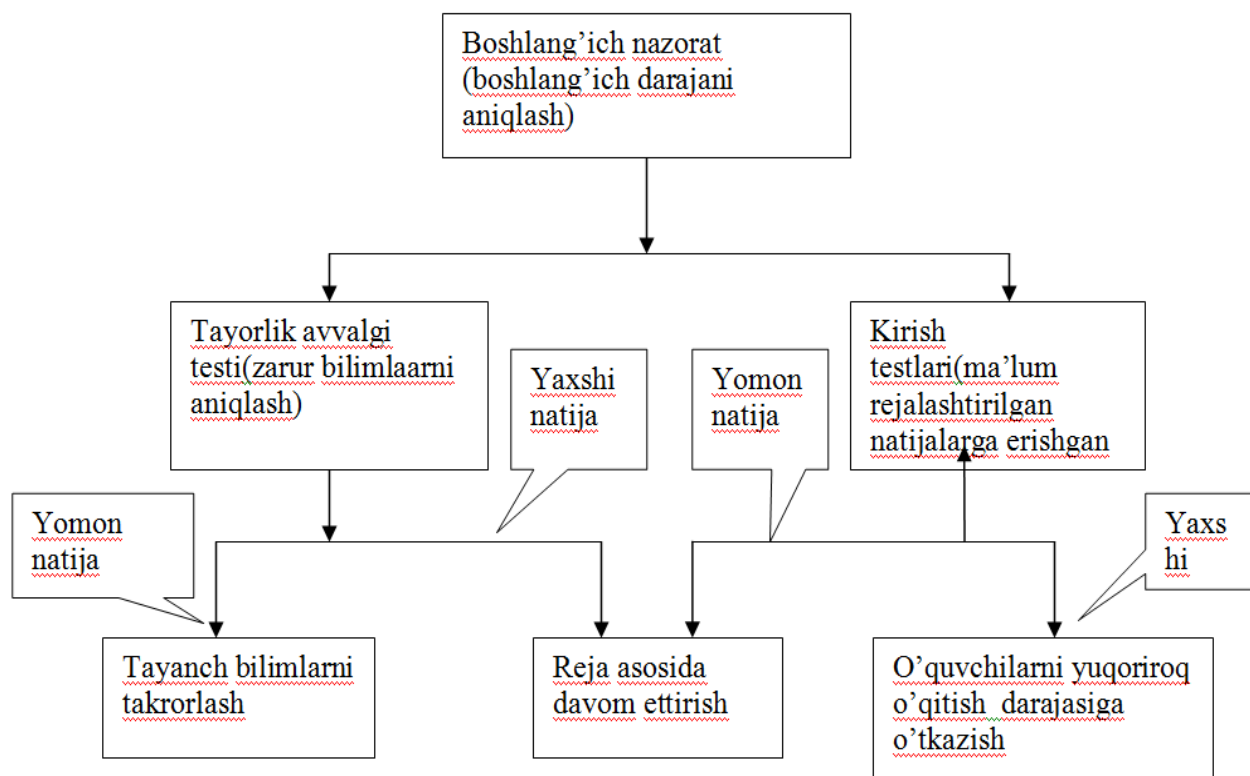 Boshlang’ich nazorat
(boshlang’ich darajani
aniqlash)
Tayorlik avvalgi
testi(zarur bilimlaarni
aniqlash)
Kirish
testlari(ma’lum
rejalashtirilgan
natijalarga erishgan
Yaxshi
natija
Yomon
natija
Yomon
natija
Yaxs
hi
Tayanch bilimlarni
takrorlash
Reja asosida
davom ettirish
O’quvchilarni yuqoriroq
o’qitish darajasiga
o’tkazish